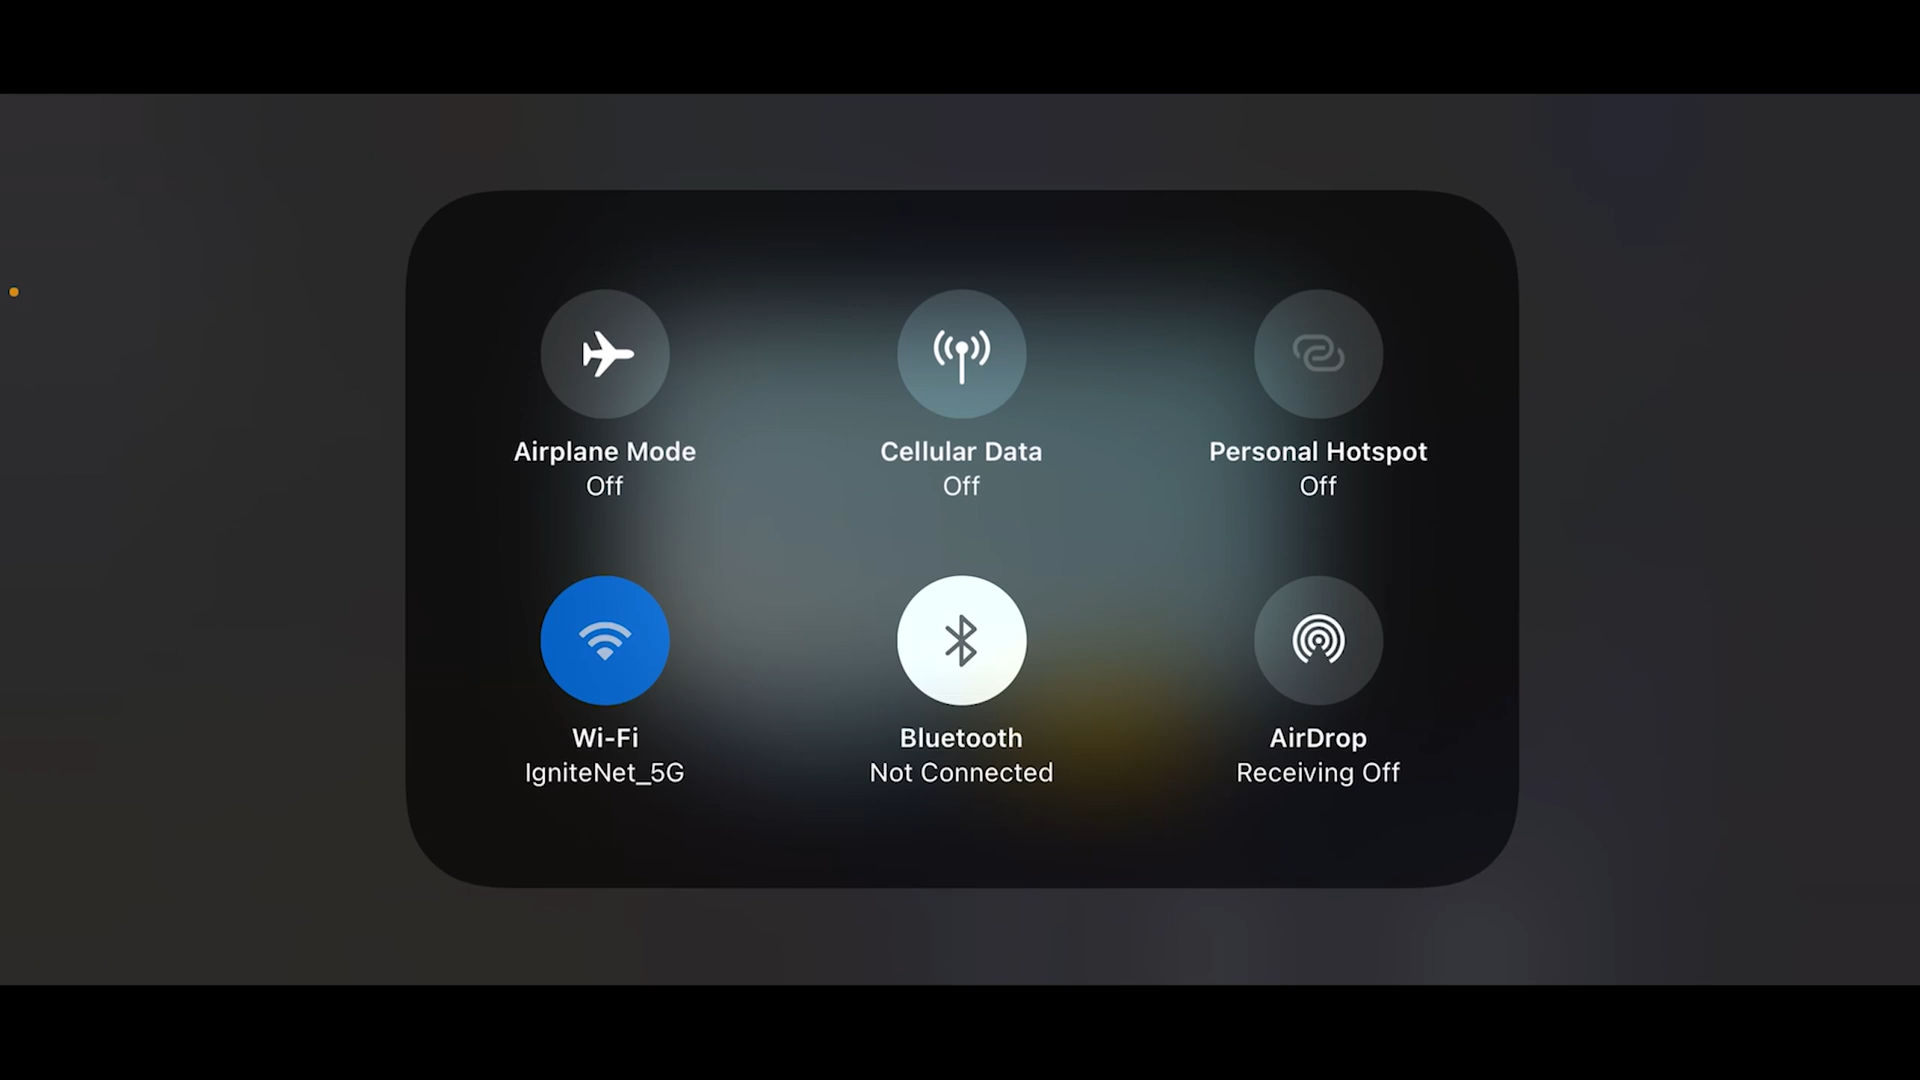 Airplane Mode
Off
Cellular Data
Off
Personal Hotspot
Off
Wi-Fi
IgniteNet_5G
Bluetooth
Not Connected
AirDrop
Receiving Off